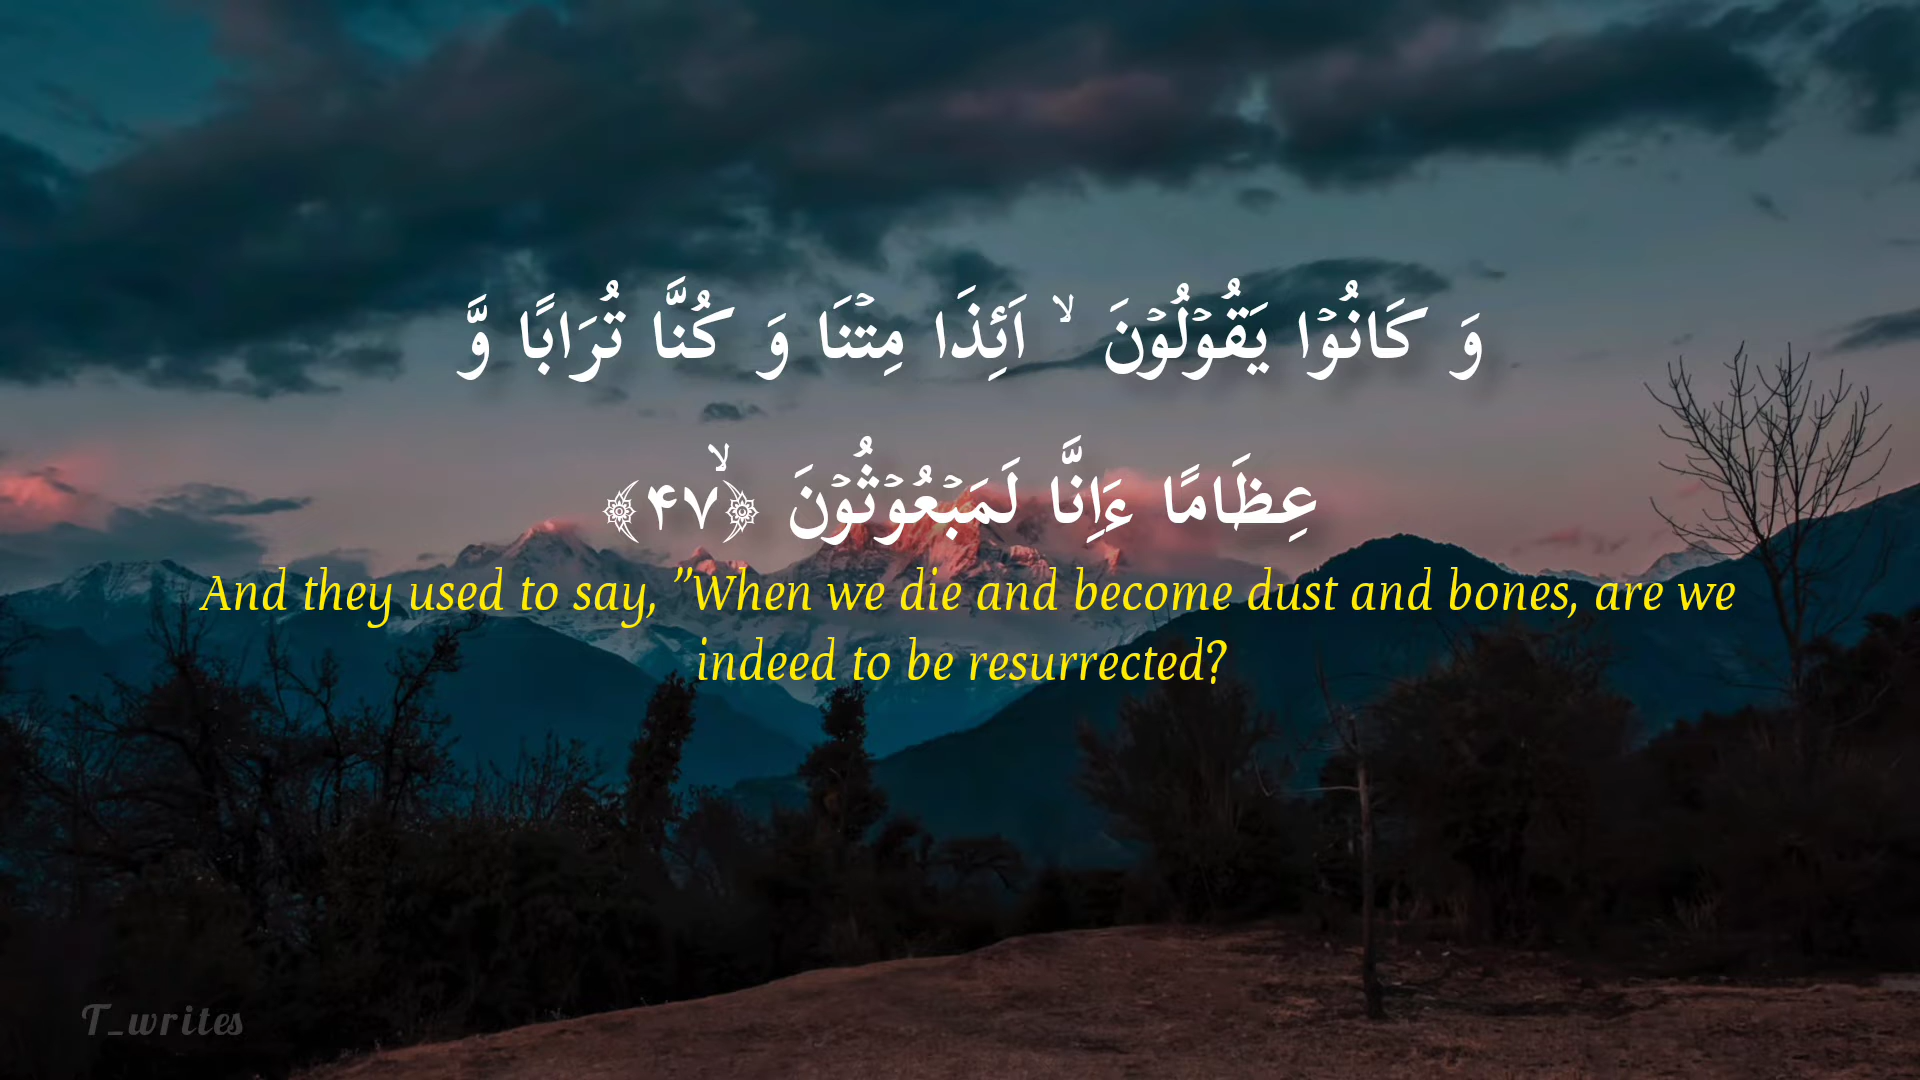 وَ کَانُوۡا یَقُوۡلُوۡنَ ۙ اَئِذَا مِتۡنَا وَ کُنَّا تُرَابًا وَّ
عِظَامًا ءَاِنَّا لَمَبۡعُوۡثُوۡنَ ﴿ۙ۴۷﴾
And they used to say, "When we die and become dust and bones, are we
indeed to be resurrected?
T_writes